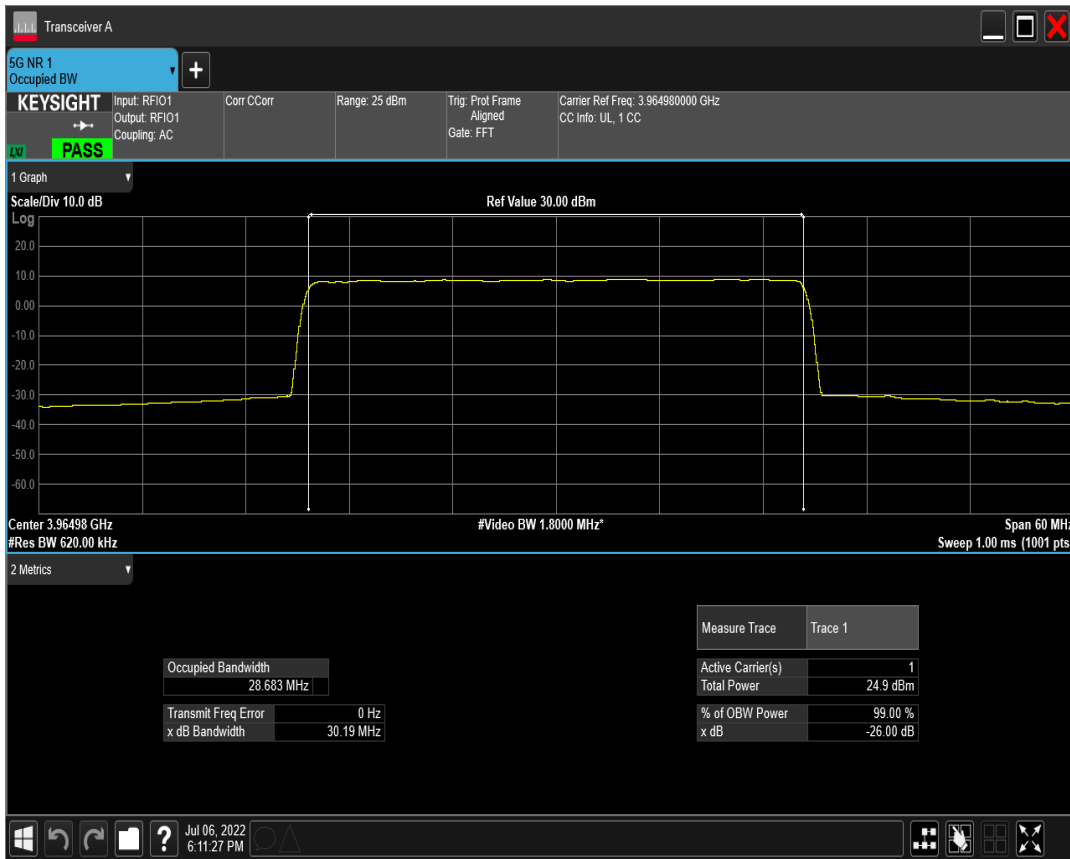 Transceiver A
5G NR 1
Occupied BW
KEYSIGHT
LXI
PASS
Input: RFIO1
Output: RFIO1
Coupling: AC
Corr CCorr
Range: 25 dBm
Trig: Prot Frame
Aligned
Gate: FFT
Carrier Ref Freq: 3.964980000 GHz
CC Info: UL, 1 CC
1 Graph
Scale/Div 10.0 dB
Ref Value 30.00 dBm
Log
20.0
10.0
0.00
-10.0
-20.0
-30.0
-40.0
-50.0
-60.0
Center 3.96498 GHz
#Video BW 1.8000 MHz*
Span 60 MHz
#Res BW 620.00 kHz
Sweep 1.00 ms (1001 pts
2 Metrics
Measure Trace Trace 1
Occupied Bandwidth
28.683 MHz
Active Carrier(s) 1
Total Power 24.9 dBm
Transmit Freq Error 0 Hz
x dB Bandwidth 30.19 MHz
% of OBW Power 99.00 %
x dB -26.00 dB
?
Jul 06, 2022
6:11:27 PM